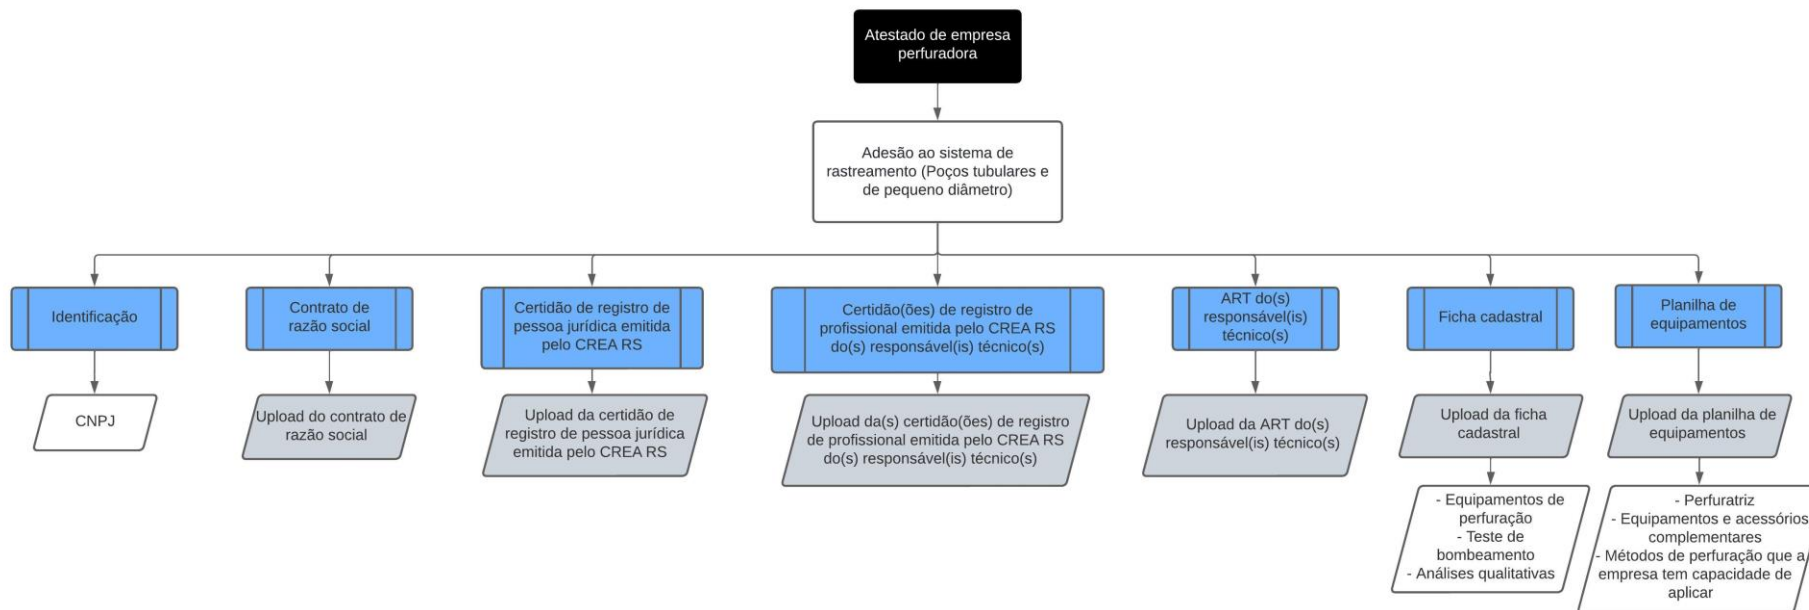 Atestado de empresa
perfuradora
Adesão ao sistema de
rastreamento (Poços tubulares e
de pequeno diâmetro)
Identificação
Contrato de
razão social
Certidão de registro de
pessoa jurídica emitida
pelo CREA RS
Certidão(ões) de registro de
profissional emitida pelo CREA RS
do(s) responsável(is) técnico(s)
ART do(s)
responsável(is)
técnico(s)
Ficha cadastral
Planilha de
equipamentos
CNPJ
Upload do contrato de
razão social
Upload da certidão de
registro de pessoa jurídica
emitida pelo CREA RS
Upload da(s) certidão(ões) de registro
de profissional emitida pelo CREA RS
do(s) responsável(is) técnico(s)
Upload da ART do(s)
responsável(is) técnico(s)
Upload da ficha
cadastral
Upload da planilha de
equipamentos
- Equipamentos de
perfuração
- Teste de
bombeamento
- Análises qualitativas
- Perfuratriz
- Equipamentos e acessórios
complementares
- Métodos de perfuração que a
empresa tem capacidade de
aplicar